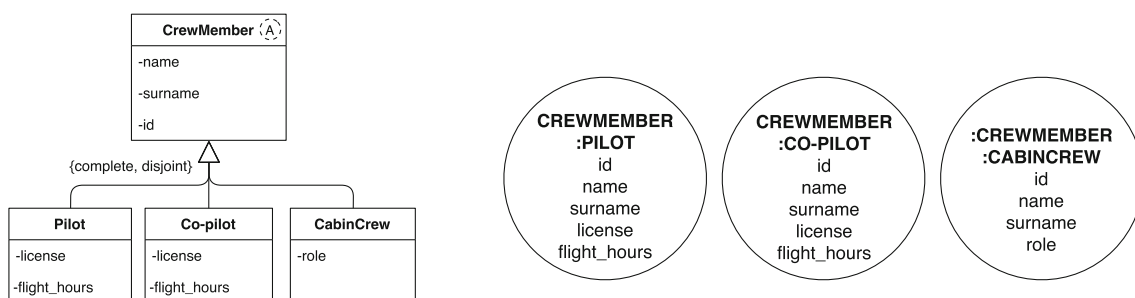 CrewMember A
-name
-surname
-id
{complete, disjoint}
Pilot
-license
-flight_hours
Co-pilot
-license
-flight_hours
CabinCrew
-role
CREWMEMBER
:PILOT
id
name
surname
license
flight_hours
CREWMEMBER
:CO-PILOT
id
name
surname
license
flight_hours
:CREWMEMBER
:CABINCREW
id
name
surname
role